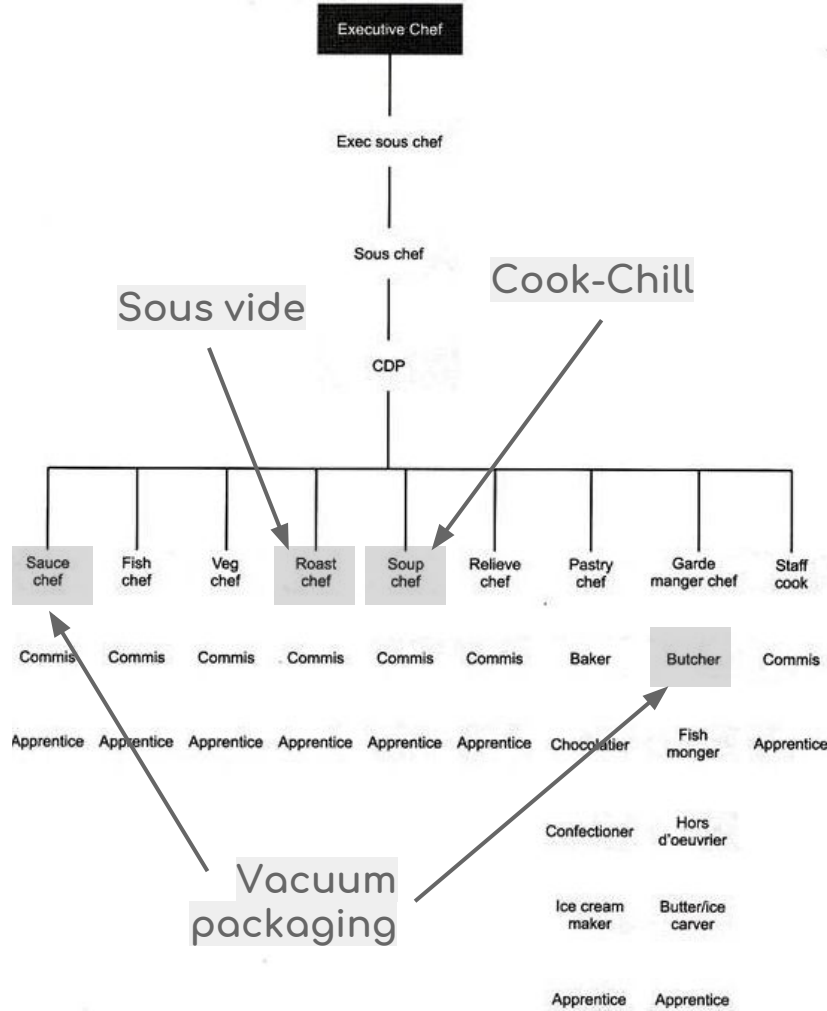 Executive Chef
Exec sous chef
Sous chef
Cook-Chill
Sous vide
CDP
Sauce
chef
Fish
chef
Veg
chef
Roast
chef
Soup
chef
Relieve
chef
Pastry
chef
Garde
manger chef
Staff
cook
Commis
Commis
Commis
Commis
Commis
Commis
Baker
Butcher
Commis
Apprentice
Apprentice
Apprentice
Apprentice
Apprentice
Apprentice
Chocolatier
Fish
monger
Apprentice
Confectioner
Hors
d'oeuvrier
Vacuum
packaging
Ice cream
maker
Butter/ice
carver
Apprentice
Apprentice